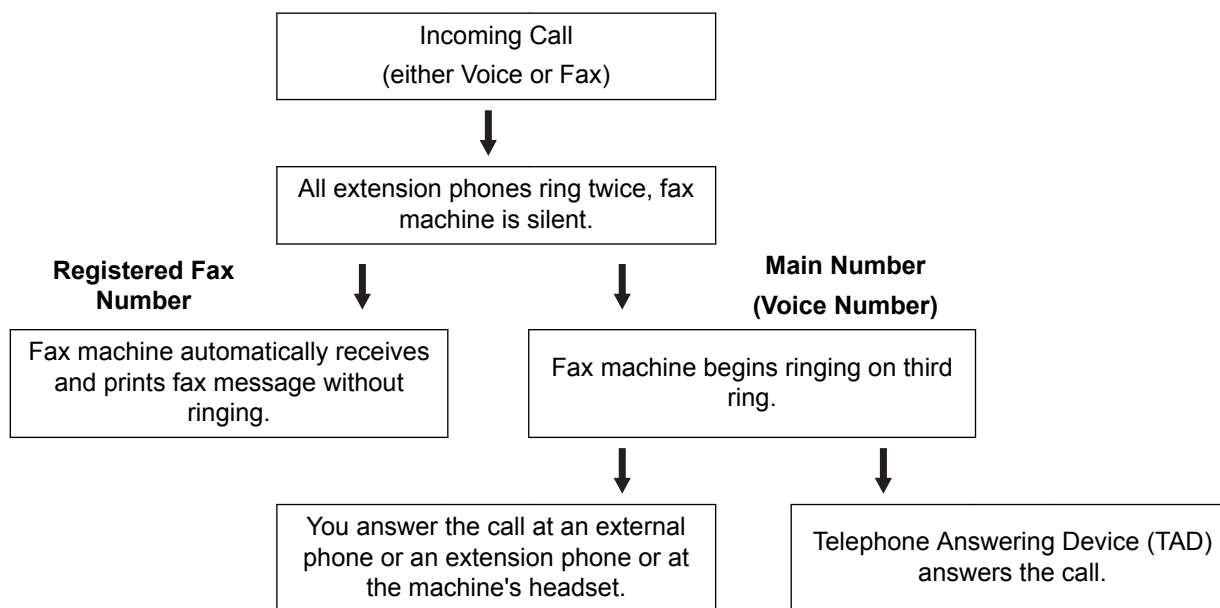 Incoming Call
(either Voice or Fax)
All extension phones ring twice, fax
machine is silent.
Registered Fax
Number
Main Number
(Voice Number)
Fax machine automatically receives
and prints fax message without
ringing.
Fax machine begins ringing on third
ring.
You answer the call at an external
phone or an extension phone or at
the machine's headset.
Telephone Answering Device (TAD)
answers the call.